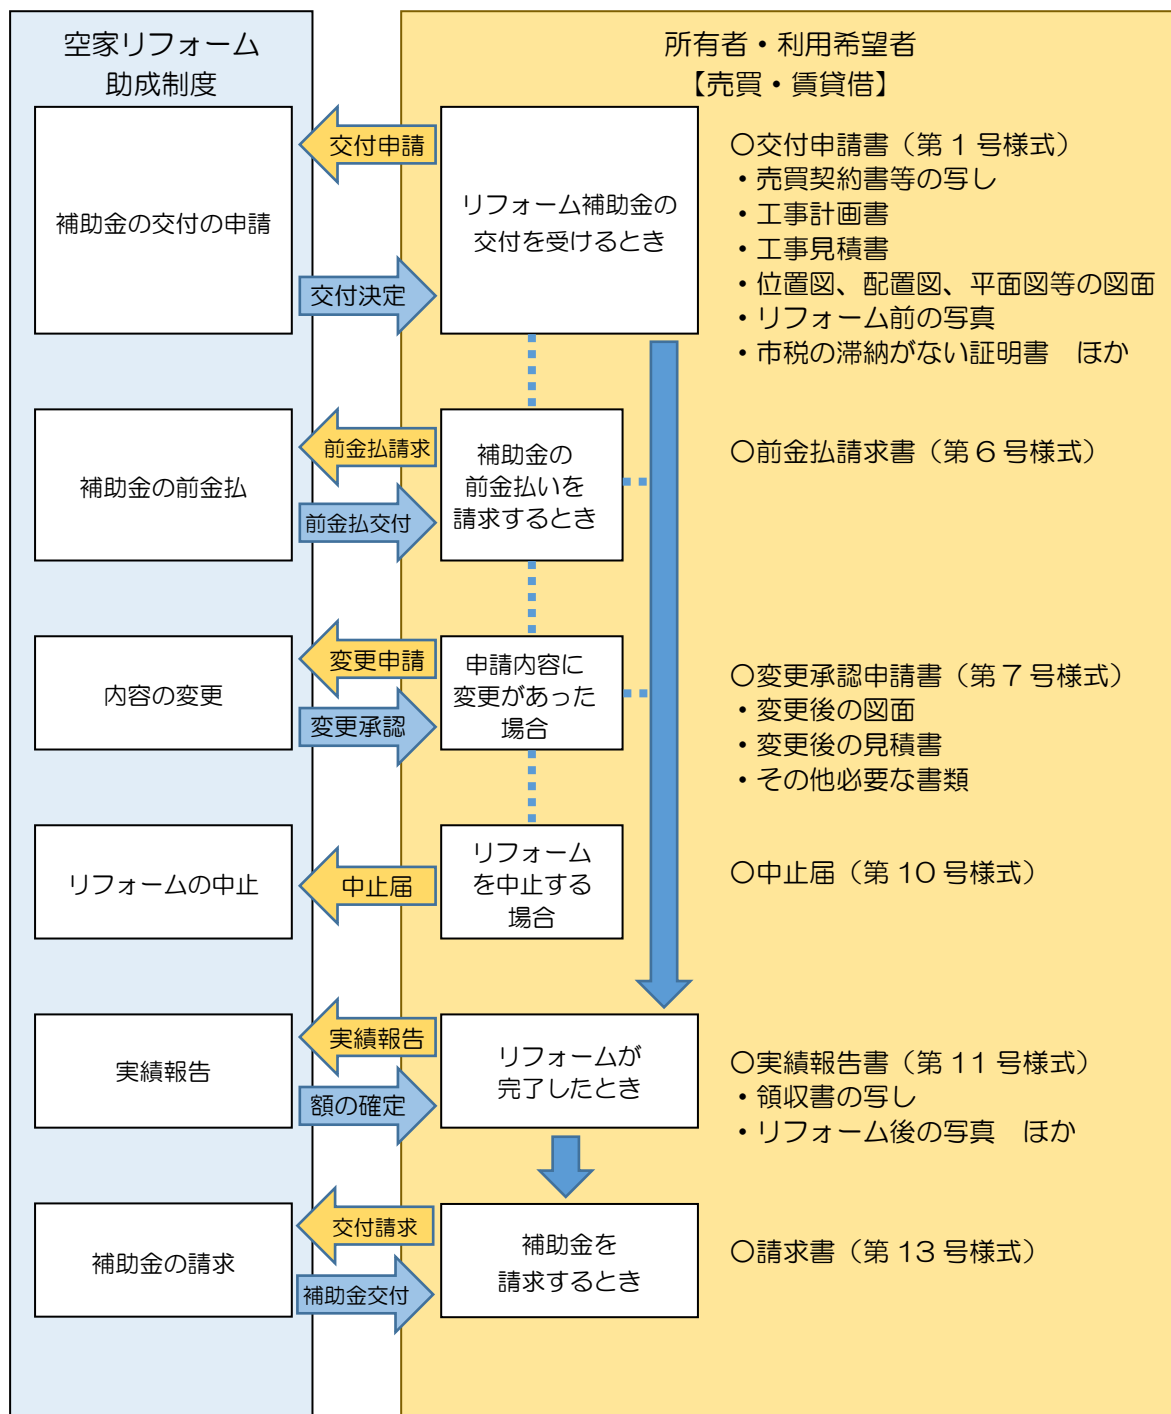 空家リフォーム
助成制度
所有者・利用希望者
【売買・賃貸借】
補助金の交付の申請
交付申請
交付決定
リフォーム補助金の
交付を受けるとき
〇交付申請書（第１号様式）
・売買契約書等の写し
・工事計画書
・工事見積書
・位置図、配置図、平面図等の図面
・リフォーム前の写真
・市税の滞納がない証明書　ほか
補助金の前金払
前金払請求
前金払交付
補助金の
前金払いを
請求するとき
〇前金払請求書（第６号様式）
内容の変更
変更申請
変更承認
申請内容に
変更があった
場合
〇変更承認申請書（第７号様式）
・変更後の図面
・変更後の見積書
・その他必要な書類
リフォームの中止
中止届
リフォーム
を中止する
場合
〇中止届（第10号様式）
実績報告
実績報告
額の確定
リフォームが
完了したとき
〇実績報告書（第11号様式）
・領収書の写し
・リフォーム後の写真　ほか
補助金の請求
交付請求
補助金交付
補助金を
請求するとき
〇請求書（第13号様式）